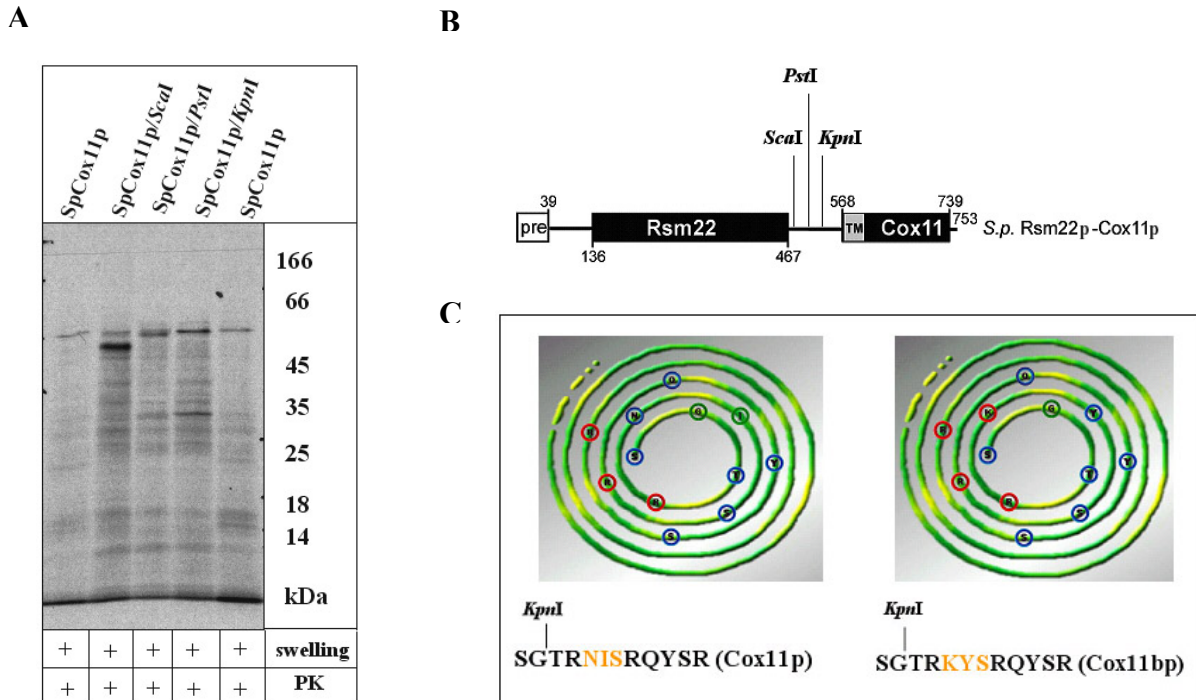 A
SpCox11p
SpCox11p/ScaI
SpCox11p/PstI
SpCox11p/KpnI
SpCox11p
166
66
45
35
25
18
14
kDa
+ + + + + swelling
+ + + + + PK
B
PstI
ScaI KpnI
39 568 739
pre Rsm22 TM Cox11 753 S.p. Rsm22p-Cox11p
136 467
C
KpnI
SGTRNISRQYSR (Cox11p)
KpnI
SGTRKYSRQYSR (Cox11bp)